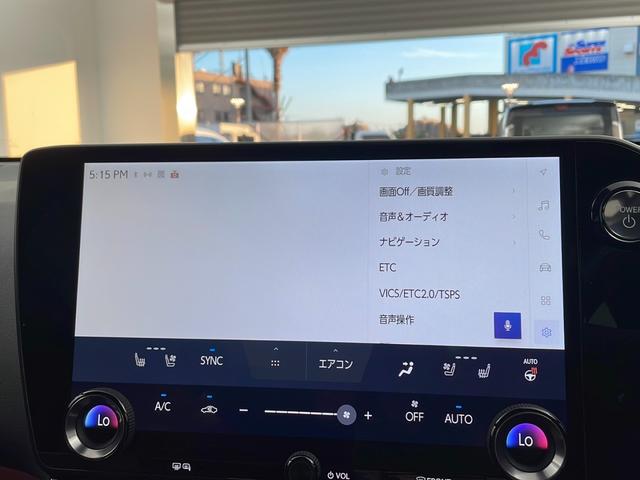 5:15 PM
設定
画面Off/画質調整
音声&オーディオ
ナビゲーション
ETC
VICS/ETC2.0/TSPS
音声操作
SYNC
エアコン
AUTO
A/C
OFF
AUTO
Lo
Lo
POWER
VOL
FRONT